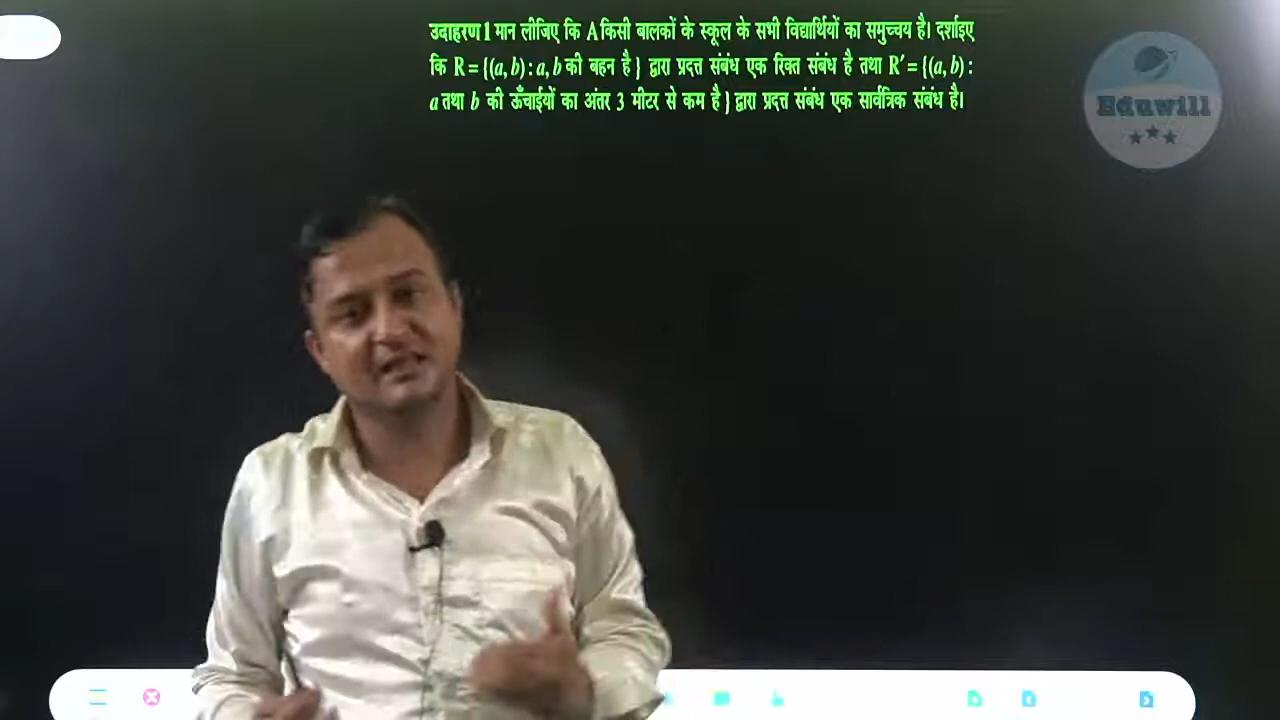 उदाहरण 1 मान लीजिए कि A किसी बालकों के स्कूल के सभी विद्यार्थियों का समुच्चय है। दर्शाइए
कि R = {(a, b) : a, b की बहन है } द्वारा प्रदत्त संबंध एक रिक्त संबंध है तथा R′ = {(a, b) :
a तथा b की ऊँचाईयों का अंतर 3 मीटर से कम है } द्वारा प्रदत्त संबंध एक सार्वत्रिक संबंध है।
Eduwill